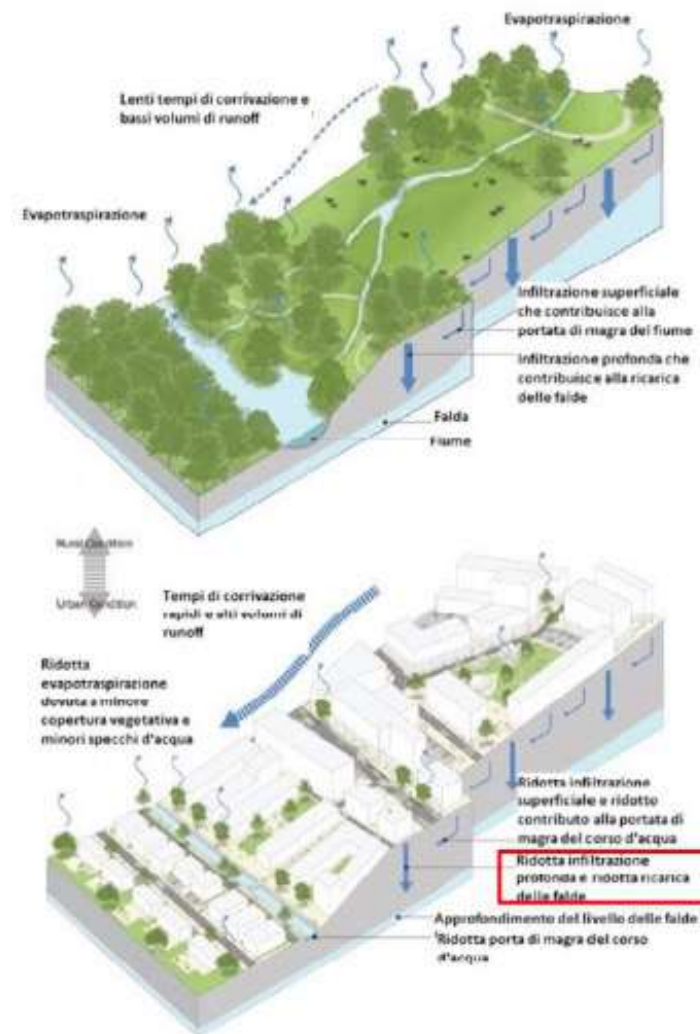 Evapotraspirazione
Lenti tempi di corrivazione e
bassi volumi di runoff
Evapotraspirazione
Infiltrazione superficiale
che contribuisce alla
portata di magra del fiume
Infiltrazione profonda che
contribuisce alla ricarica
delle falde
Falda
Fiume
Rural Condition
Urban Condition
Tempi di corrivazione
rapidi e alti volumi di
runoff
Ridotta
evapotraspirazione
dovuta a minore
copertura vegetativa e
minori specchi d'acqua
Ridotta infiltrazione
superficiale e ridotto
contributo alla portata di
magra del corso d'acqua
Ridotta infiltrazione
profonda e ridotta ricarica
delle falde
Approfondimento del livello delle falde
Ridotta porta di magra del corso
d'acqua